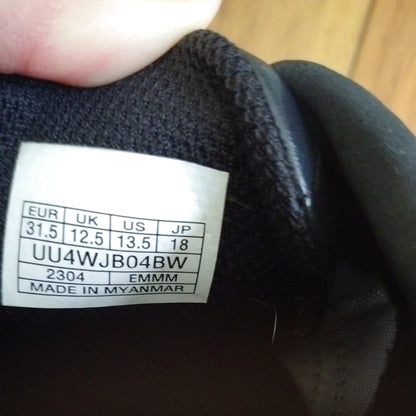 EUR UK US JP
31.5 12.5 13.5 18
UU4WJB04BW
2304 EMMM
MADE IN MYANMAR